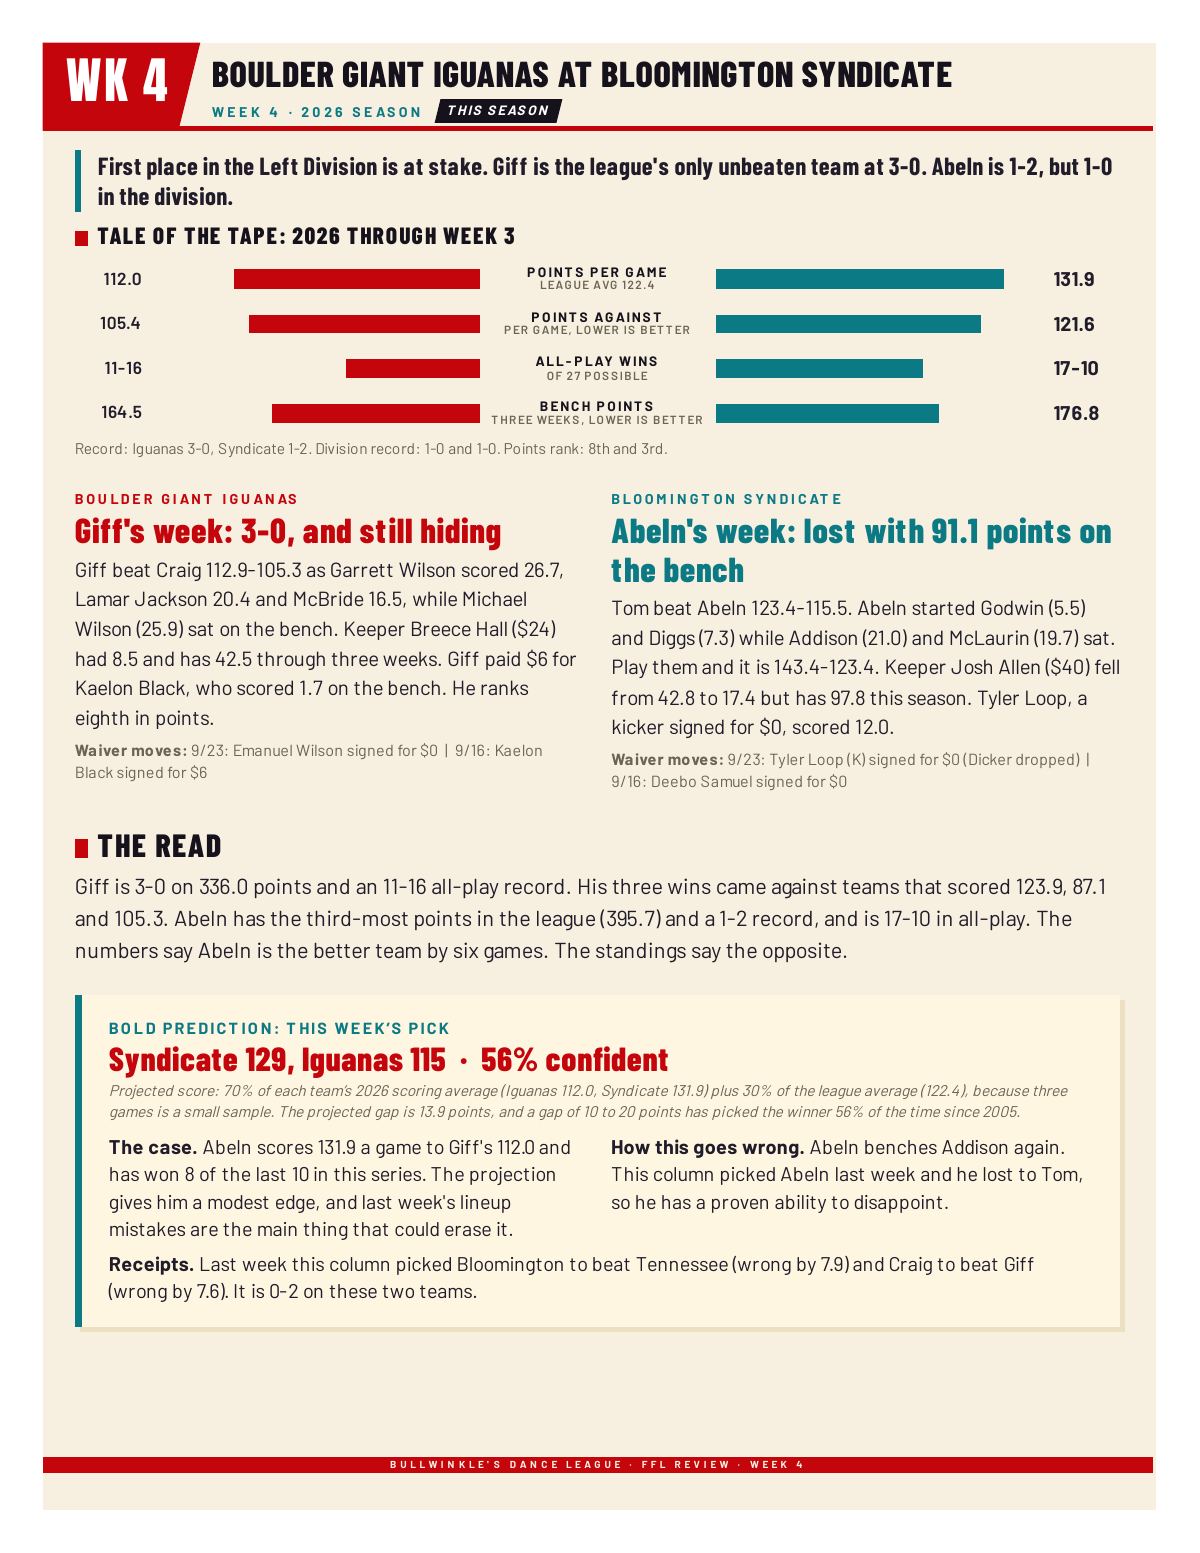 WK 4
BOULDER GIANT IGUANAS AT BLOOMINGTON SYNDICATE
WEEK 4 · 2026 SEASON THIS SEASON
First place in the Left Division is at stake. Giff is the league's only unbeaten team at 3-0. Abeln is 1-2, but 1-0
in the division.
TALE OF THE TAPE: 2026 THROUGH WEEK 3
112.0 POINTS PER GAME 131.9
LEAGUE AVG 122.4
105.4 POINTS AGAINST 121.6
PER GAME, LOWER IS BETTER
11-16 ALL-PLAY WINS 17-10
OF 27 POSSIBLE
164.5 BENCH POINTS 176.8
THREE WEEKS, LOWER IS BETTER
Record: Iguanas 3-0, Syndicate 1-2. Division record: 1-0 and 1-0. Points rank: 8th and 3rd.
BOULDER GIANT IGUANAS
Giff's week: 3-0, and still hiding
Giff beat Craig 112.9-105.3 as Garrett Wilson scored 26.7,
Lamar Jackson 20.4 and McBride 16.5, while Michael
Wilson (25.9) sat on the bench. Keeper Breece Hall ($24)
had 8.5 and has 42.5 through three weeks. Giff paid $6 for
Kaelon Black, who scored 1.7 on the bench. He ranks
eighth in points.
Waiver moves: 9/23: Emanuel Wilson signed for $0 | 9/16: Kaelon
Black signed for $6
BLOOMINGTON SYNDICATE
Abeln's week: lost with 91.1 points on
the bench
Tom beat Abeln 123.4-115.5. Abeln started Godwin (5.5)
and Diggs (7.3) while Addison (21.0) and McLaurin (19.7) sat.
Play them and it is 143.4-123.4. Keeper Josh Allen ($40) fell
from 42.8 to 17.4 but has 97.8 this season. Tyler Loop, a
kicker signed for $0, scored 12.0.
Waiver moves: 9/23: Tyler Loop (K) signed for $0 (Dicker dropped) |
9/16: Deebo Samuel signed for $0
THE READ
Giff is 3-0 on 336.0 points and an 11-16 all-play record. His three wins came against teams that scored 123.9, 87.1
and 105.3. Abeln has the third-most points in the league (395.7) and a 1-2 record, and is 17-10 in all-play. The
numbers say Abeln is the better team by six games. The standings say the opposite.
BOLD PREDICTION: THIS WEEK'S PICK
Syndicate 129, Iguanas 115 · 56% confident
Projected score: 70% of each team's 2026 scoring average (Iguanas 112.0, Syndicate 131.9) plus 30% of the league average (122.4), because three
games is a small sample. The projected gap is 13.9 points, and a gap of 10 to 20 points has picked the winner 56% of the time since 2005.
The case. Abeln scores 131.9 a game to Giff's 112.0 and
has won 8 of the last 10 in this series. The projection
gives him a modest edge, and last week's lineup
mistakes are the main thing that could erase it.
How this goes wrong. Abeln benches Addison again.
This column picked Abeln last week and he lost to Tom,
so he has a proven ability to disappoint.
Receipts. Last week this column picked Bloomington to beat Tennessee (wrong by 7.9) and Craig to beat Giff
(wrong by 7.6). It is 0-2 on these two teams.
BULLWINKLE'S DANCE LEAGUE · FFL REVIEW · WEEK 4